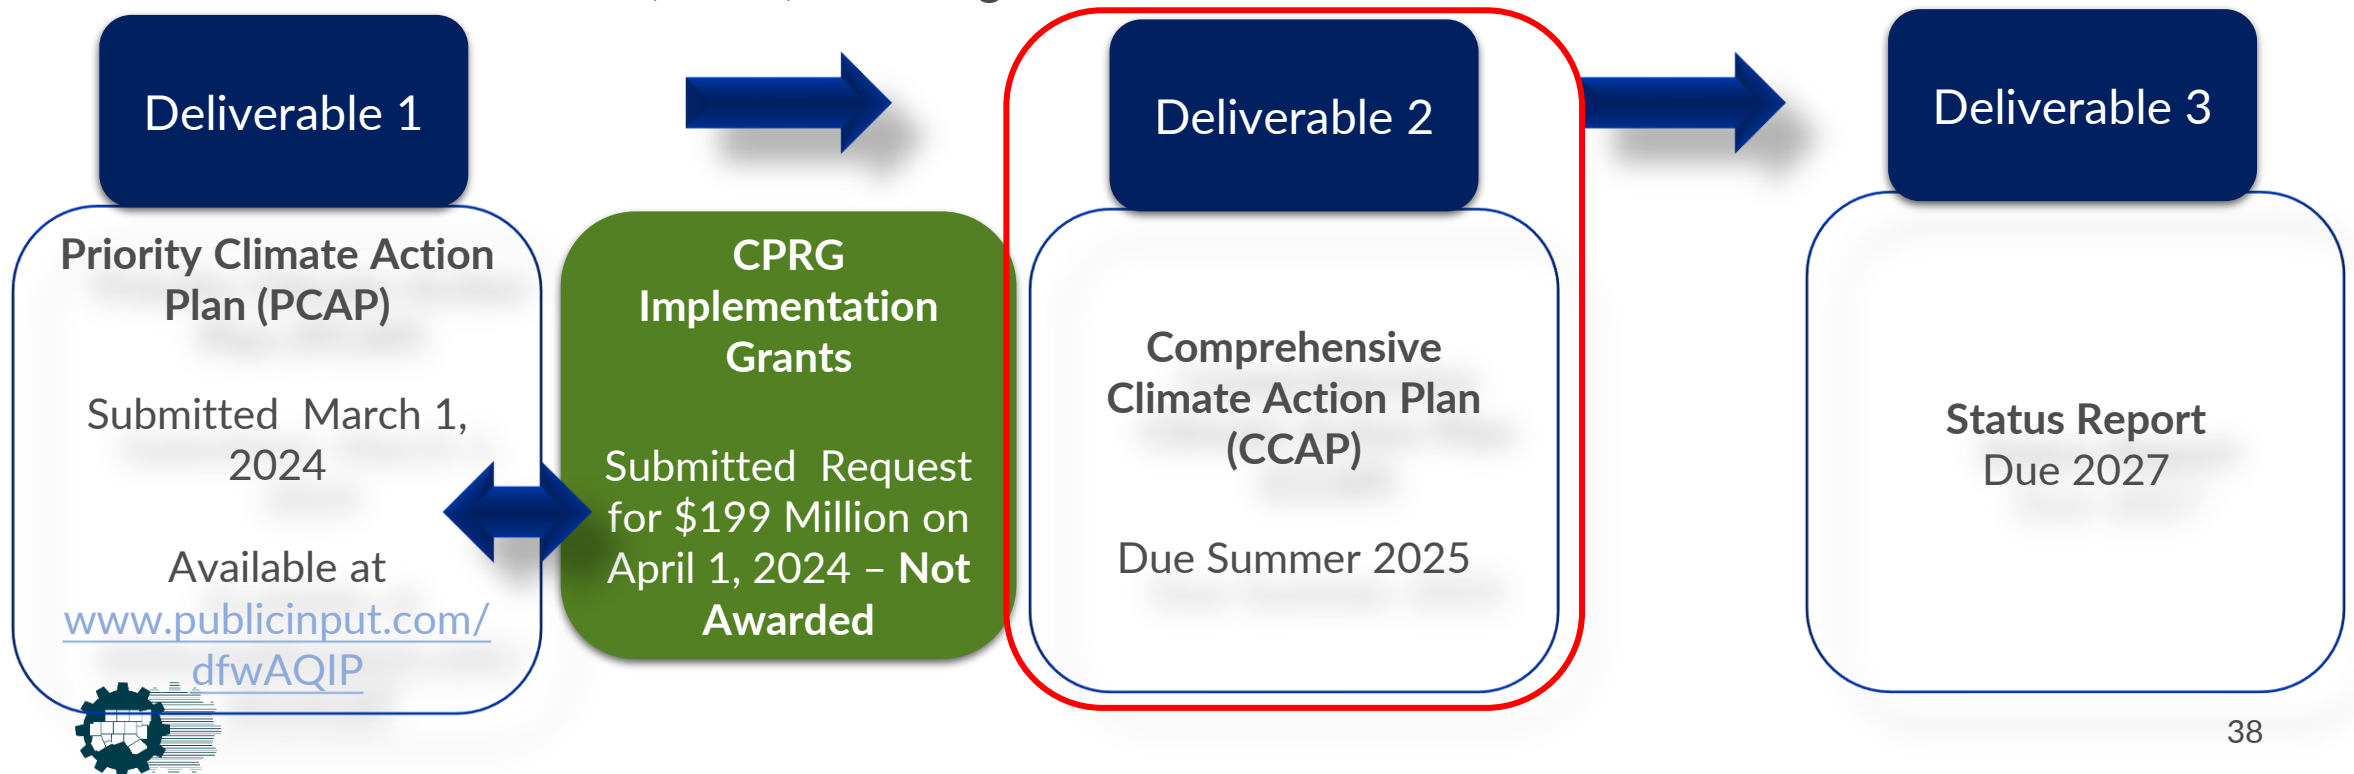 Deliverable 1
Priority Climate Action
Plan (PCAP)
Submitted March 1,
2024
Available at
www.publicinput.com/
dfwAQIP
CPRG
Implementation
Grants
Submitted Request
for $199 Million on
April 1, 2024 – Not
Awarded
Deliverable 2
Comprehensive
Climate Action Plan
(CCAP)
Due Summer 2025
Deliverable 3
Status Report
Due 2027
38